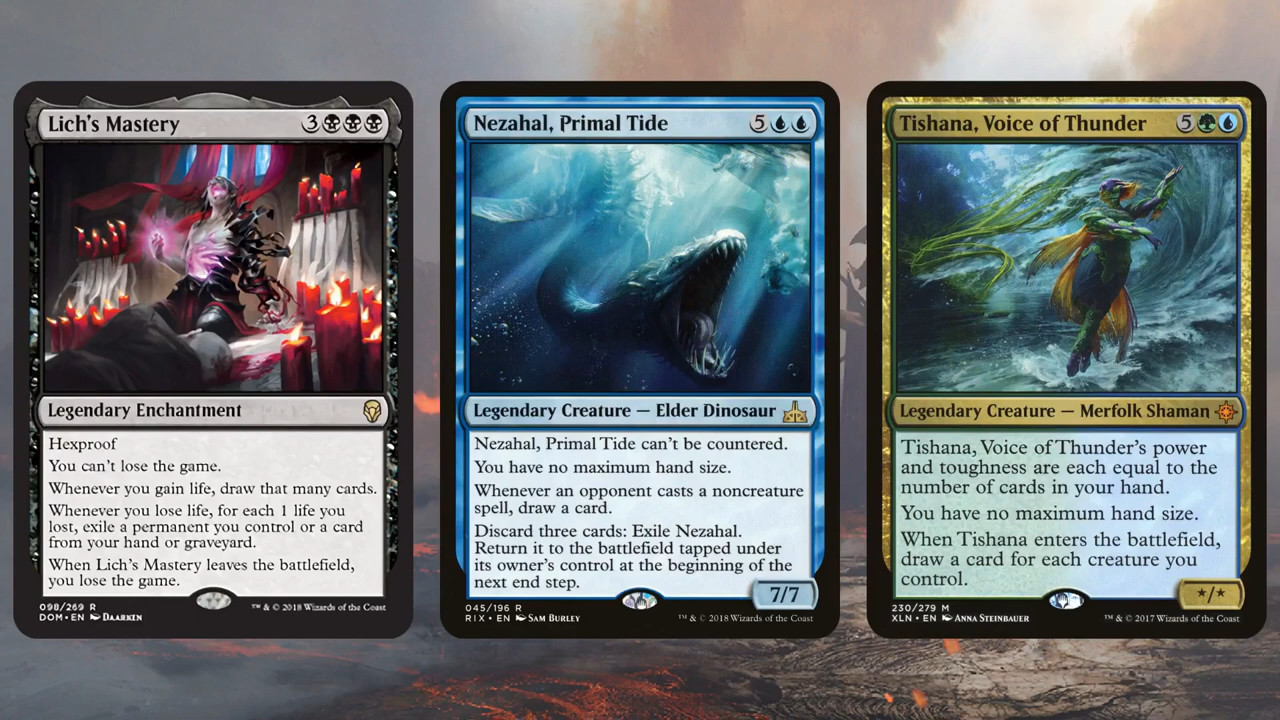 Lich's Mastery 3
Legendary Enchantment
Hexproof
You can't lose the game.
Whenever you gain life, draw that many cards.
Whenever you lose life, for each 1 life you
lost, exile a permanent you control or a card
from your hand or graveyard.
When Lich's Mastery leaves the battlefield,
you lose the game.
098/269 R
DOM • EN Daarken
™ & © 2018 Wizards of the Coast
Nezahal, Primal Tide 5
Legendary Creature — Elder Dinosaur
Nezahal, Primal Tide can't be countered.
You have no maximum hand size.
Whenever an opponent casts a noncreature
spell, draw a card.
Discard three cards: Exile Nezahal.
Return it to the battlefield tapped under
its owner's control at the beginning of the
next end step.
7/7
045/196 R
RIX • EN Sam Burley
™ & © 2018 Wizards of the Coast
Tishana, Voice of Thunder 5
Legendary Creature — Merfolk Shaman
Tishana, Voice of Thunder's power
and toughness are each equal to the
number of cards in your hand.
You have no maximum hand size.
When Tishana enters the battlefield,
draw a card for each creature you
control.
*/*
230/279 M
XLN • EN Anna Steinbauer
™ & © 2017 Wizards of the Coast